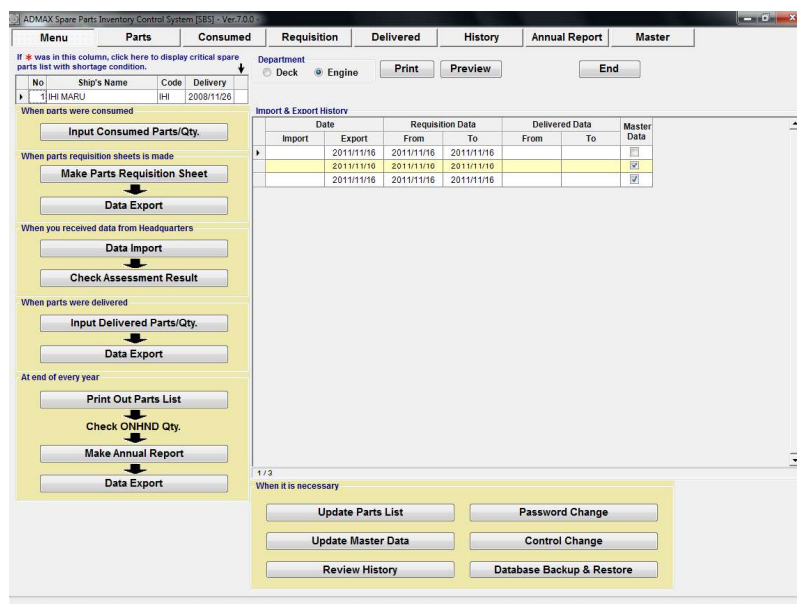 ADMAX Spare Parts Inventory Control System [SBS] - Ver.7.0.0 -
Menu Parts Consumed Requisition Delivered History Annual Report Master
If * was in this column, click here to display critical spare
parts list with shortage condition.
No Ship's Name Code Delivery
1 IHI MARU IHI 2008/11/26
Department
Deck Engine Print Preview End
When parts were consumed
Input Consumed Parts/Qty.
When parts requisition sheets is made
Make Parts Requisition Sheet
Data Export
When you received data from Headquarters
Data Import
Check Assessment Result
When parts were delivered
Input Delivered Parts/Qty.
Data Export
At end of every year
Print Out Parts List
Check ONHND Qty.
Make Annual Report
Data Export
Import & Export History
Date Requisition Data Delivered Data Master
Data
Import Export From To From To
2011/11/16 2011/11/16 2011/11/16
2011/11/16 2011/11/16 2011/11/16
2011/11/16 2011/11/16 2011/11/16
1 / 3
When it is necessary
Update Parts List Password Change
Update Master Data Control Change
Review History Database Backup & Restore